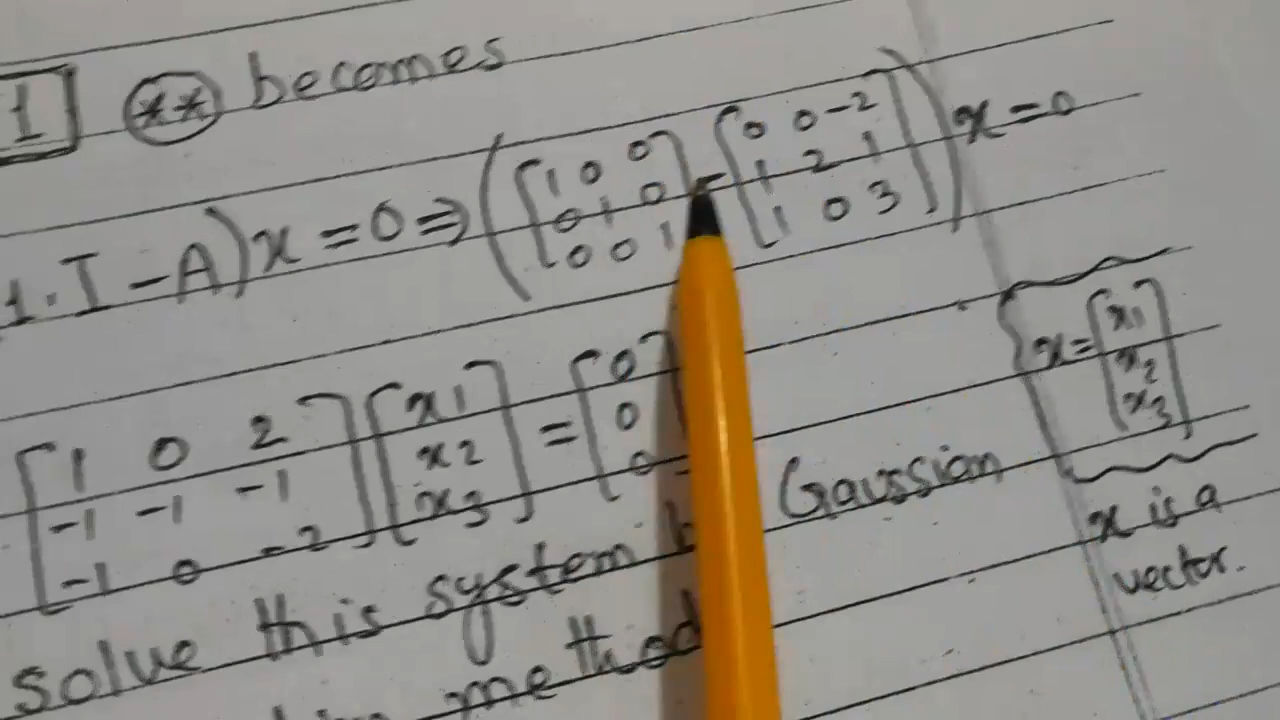 1 ** becomes
1. I - A) x = 0 ⇒ ([1 0 0
0 1 0
0 0 1 - [0 0 -2
1 2 1
1 0 3]) x = 0
[1 0 2
-1 -1 -1
-1 0 -2] [x1
x2
x3] = [0
0
0
x = [x1
x2
x3]
x is a
vector.
solve this system Gaussian
method